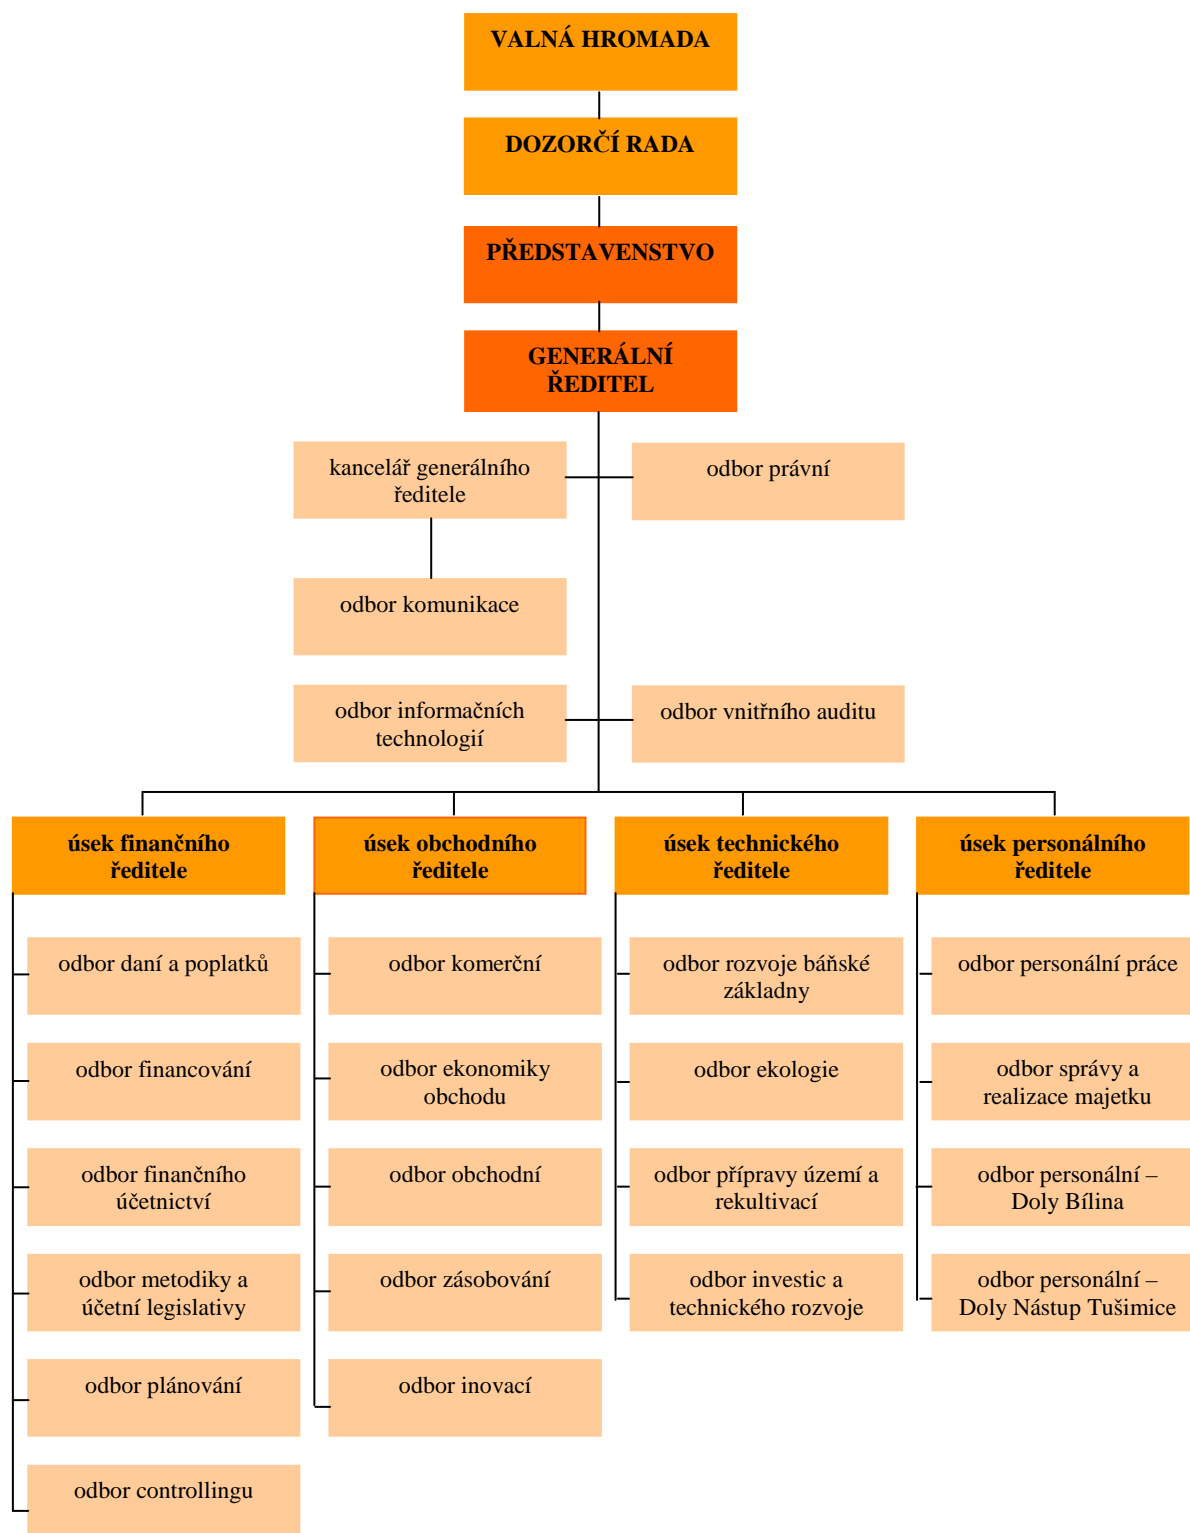 VALNÁ HROMADA
DOZORČÍ RADA
PŘEDSTAVENSTVO
GENERÁLNÍ
ŘEDITEL
kancelář generálního
ředitele
odbor právní
odbor komunikace
odbor informačních
technologií
odbor vnitřního auditu
úsek finančního
ředitele
úsek obchodního
ředitele
úsek technického
ředitele
úsek personálního
ředitele
odbor daní a poplatků
odbor financování
odbor finančního
účetnictví
odbor metodiky a
účetní legislativy
odbor plánování
odbor controllingu
odbor komerční
odbor ekonomiky
obchodu
odbor obchodní
odbor zásobování
odbor inovací
odbor rozvoje báňské
základny
odbor ekologie
odbor přípravy území a
rekultivací
odbor investic a
technického rozvoje
odbor personální práce
odbor správy a
realizace majetku
odbor personální –
Doly Bílina
odbor personální –
Doly Nástup Tušimice